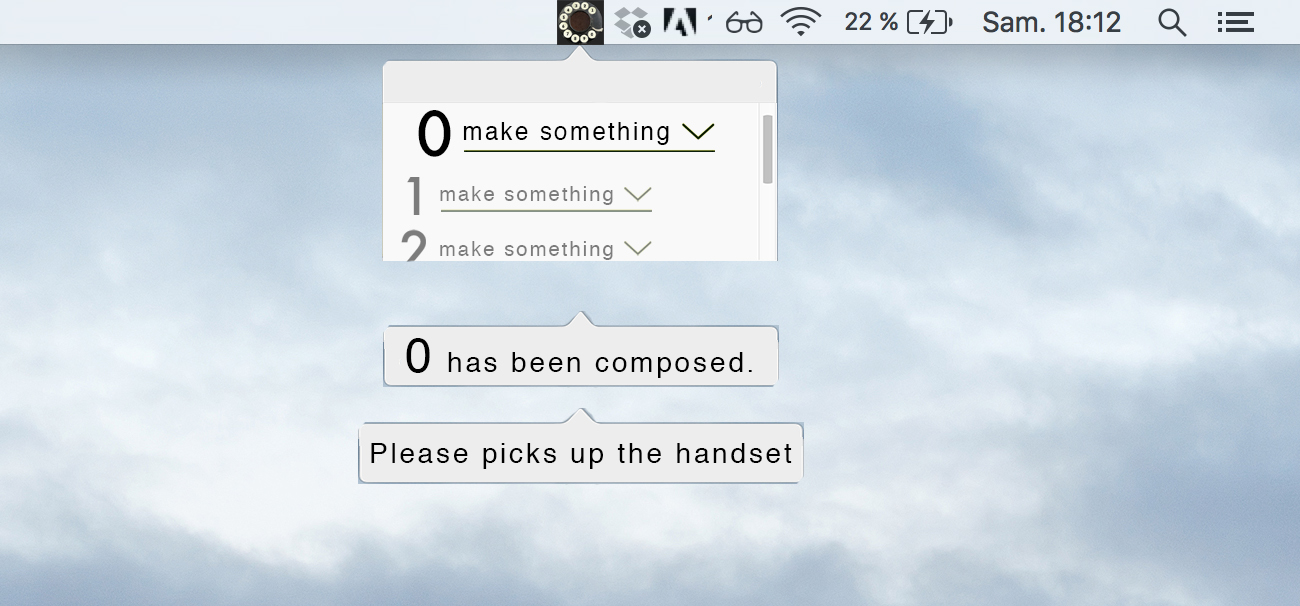 22 % Sam. 18:12
0 make something
1 make something
2 make something
0 has been composed.
Please picks up the handset